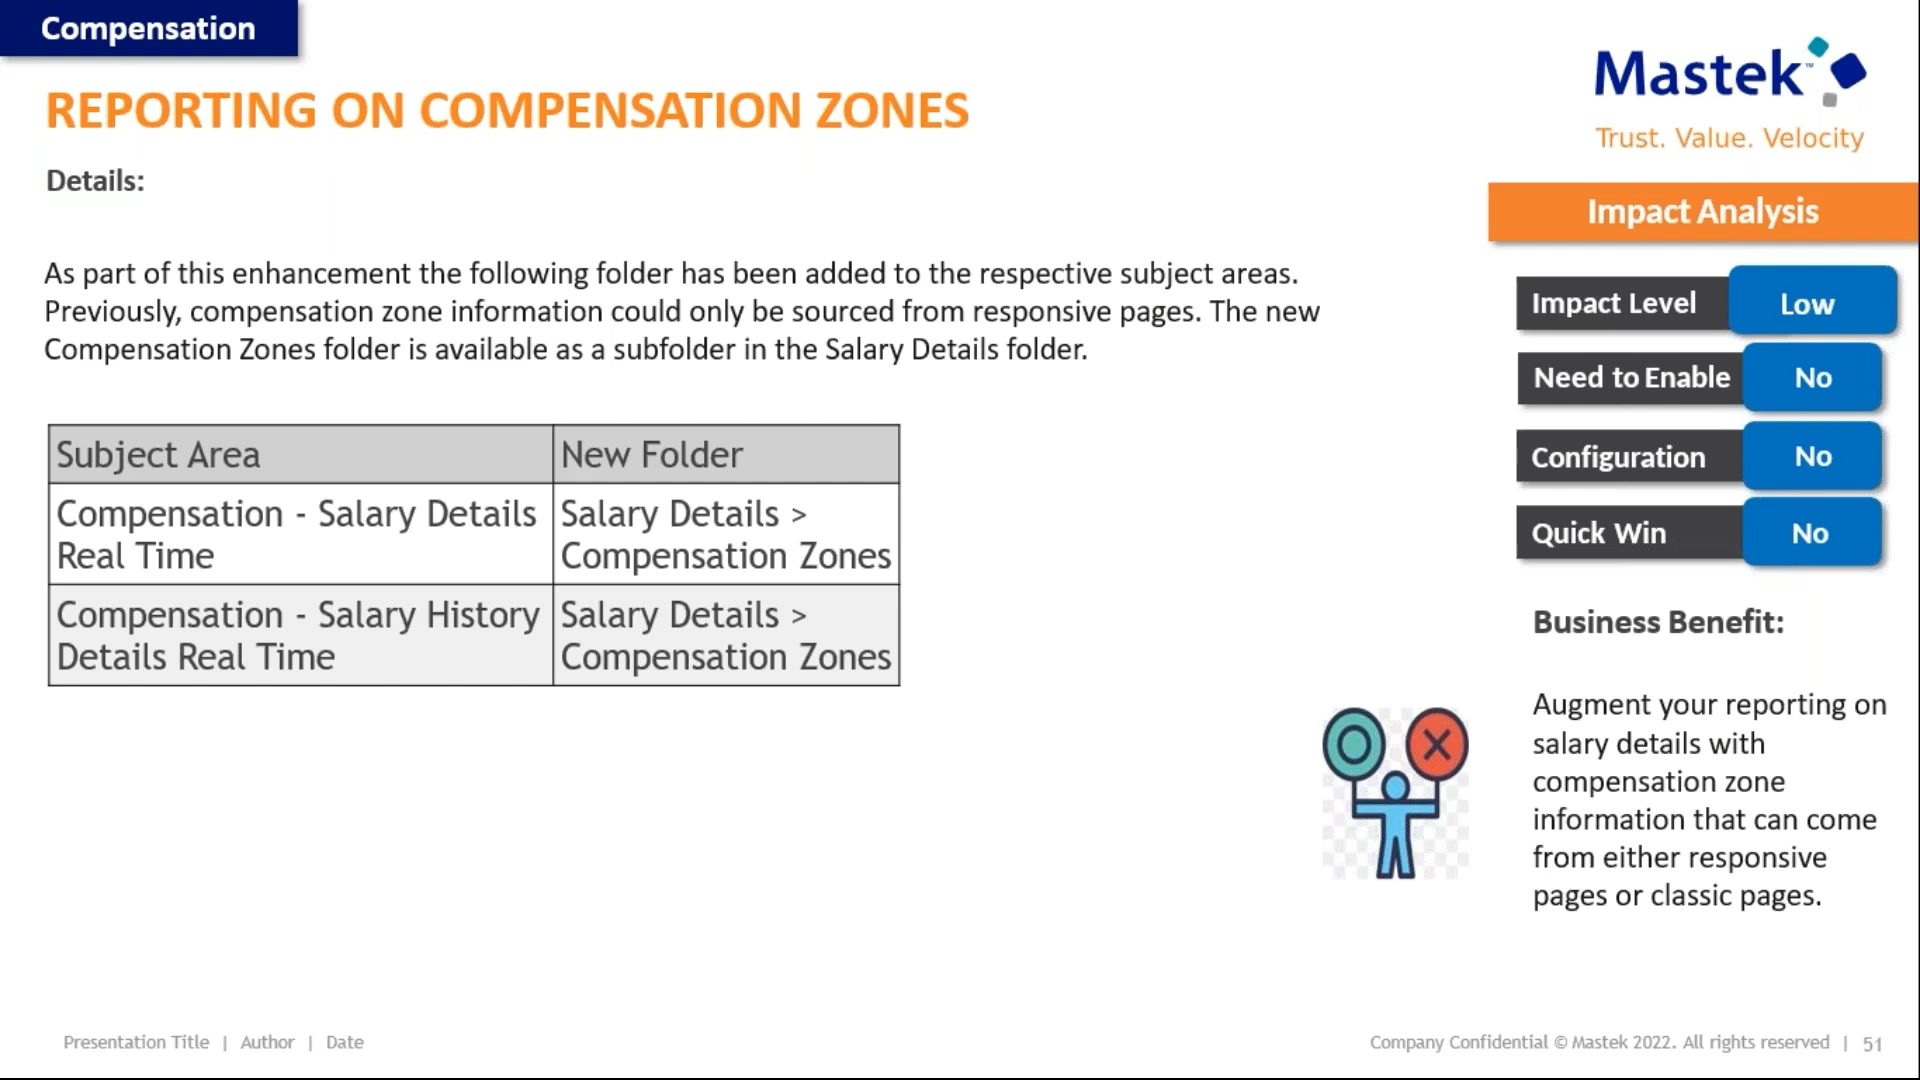 Compensation
REPORTING ON COMPENSATION ZONES
Details:
As part of this enhancement the following folder has been added to the respective subject areas.
Previously, compensation zone information could only be sourced from responsive pages. The new
Compensation Zones folder is available as a subfolder in the Salary Details folder.
Subject Area New Folder
Compensation - Salary Details Salary Details >
Real Time Compensation Zones
Compensation - Salary History Salary Details >
Details Real Time Compensation Zones
Mastek™
Trust. Value. Velocity
Impact Analysis
Impact Level Low
Need to Enable No
Configuration No
Quick Win No
Business Benefit:
Augment your reporting on
salary details with
compensation zone
information that can come
from either responsive
pages or classic pages.
Presentation Title | Author | Date
Company Confidential © Mastek 2022. All rights reserved | 51